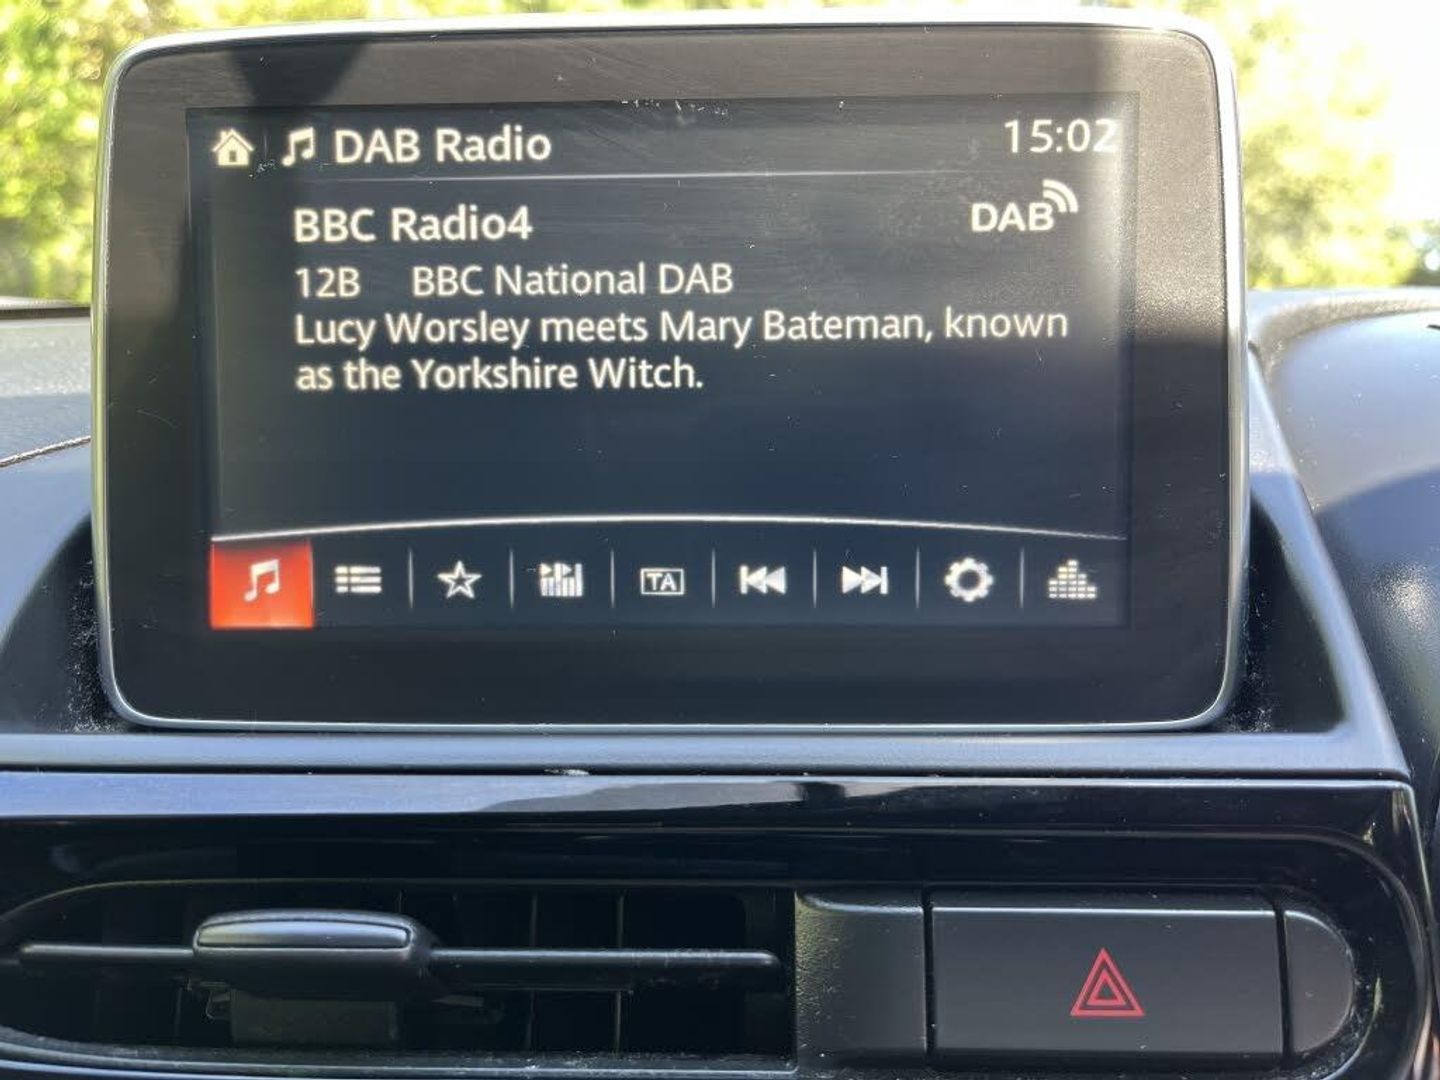 DAB Radio
15:02
BBC Radio4
DAB
12B BBC National DAB
Lucy Worsley meets Mary Bateman, known
as the Yorkshire Witch.
TA